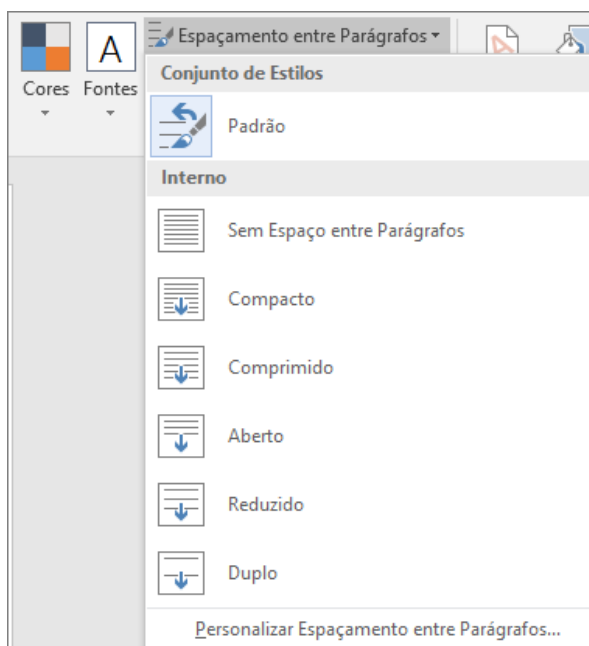 Espaçamento entre Parágrafos
A
Cores
Fontes
Conjunto de Estilos
Padrão
Interno
Sem Espaço entre Parágrafos
Compacto
Comprimido
Aberto
Reduzido
Duplo
Personalizar Espaçamento entre Parágrafos...